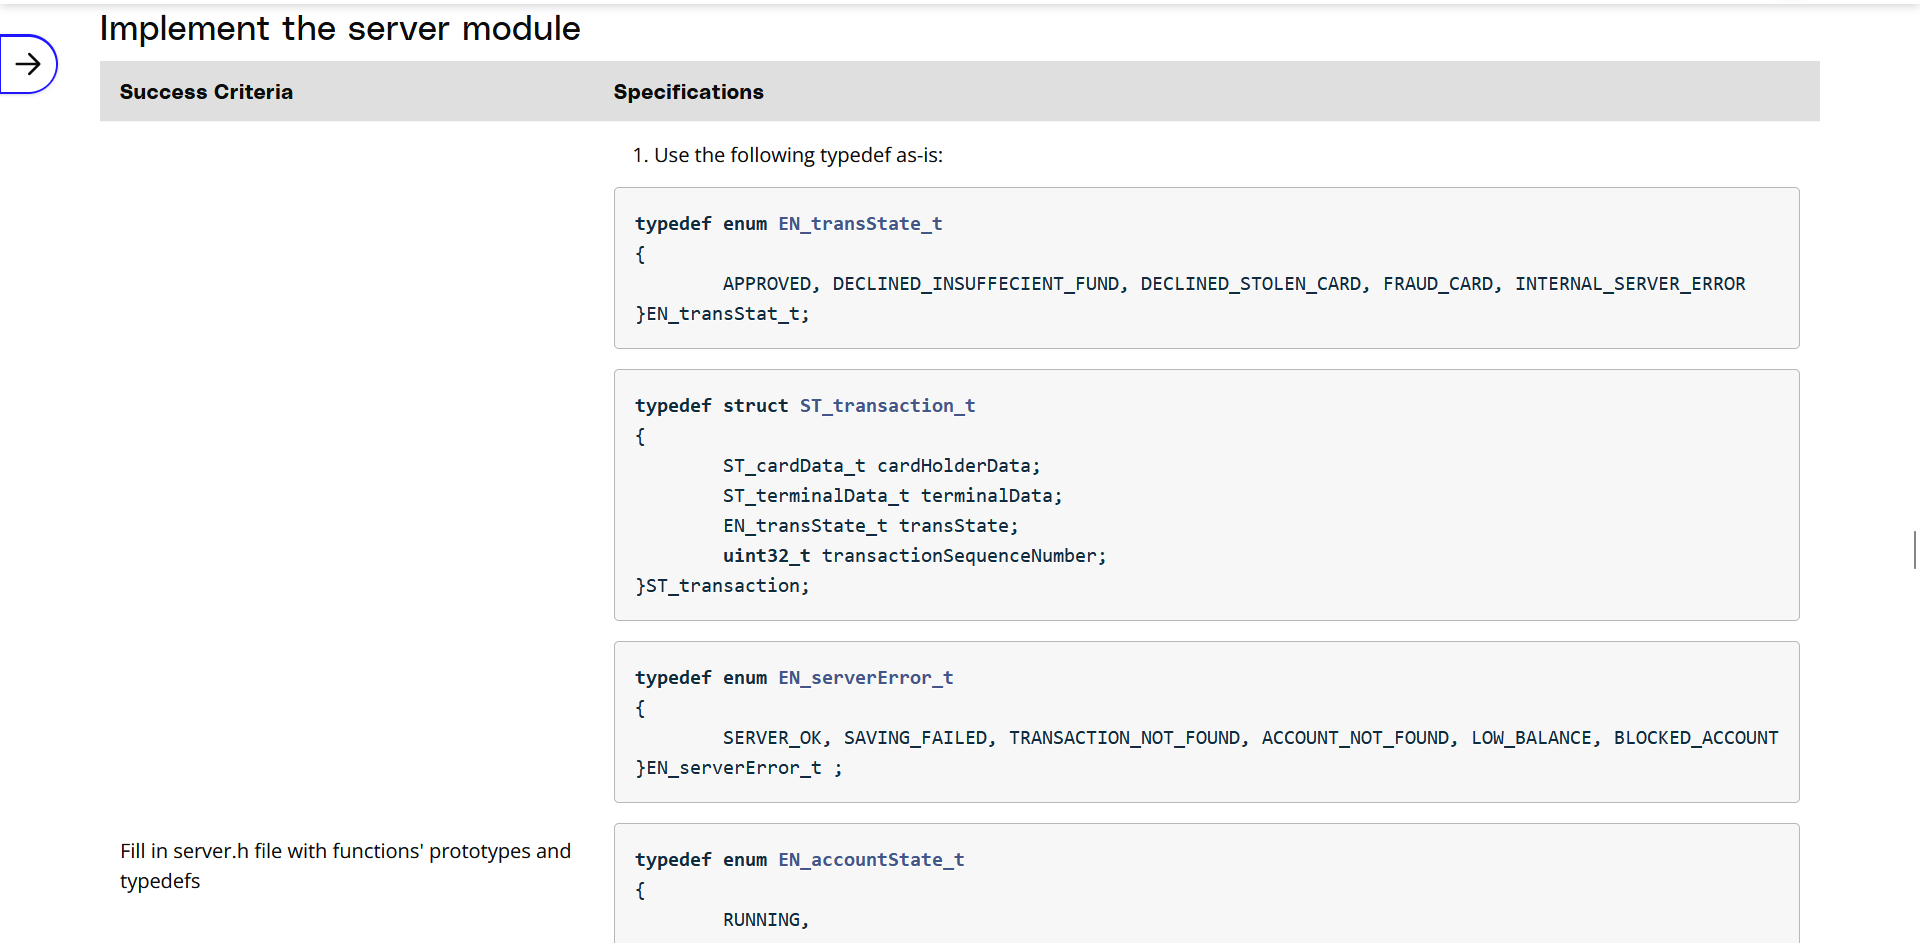 Implement the server module
Success Criteria
Specifications
1. Use the following typedef as-is:
typedef enum EN_transState_t
{
APPROVED, DECLINED_INSUFFECIENT_FUND, DECLINED_STOLEN_CARD, FRAUD_CARD, INTERNAL_SERVER_ERROR
}EN_transStat_t;
typedef struct ST_transaction_t
{
ST_cardData_t cardHolderData;
ST_terminalData_t terminalData;
EN_transState_t transState;
uint32_t transactionSequenceNumber;
}ST_transaction;
typedef enum EN_serverError_t
{
SERVER_OK, SAVING_FAILED, TRANSACTION_NOT_FOUND, ACCOUNT_NOT_FOUND, LOW_BALANCE, BLOCKED_ACCOUNT
}EN_serverError_t ;
Fill in server.h file with functions' prototypes and
typedefs
typedef enum EN_accountState_t
{
RUNNING,